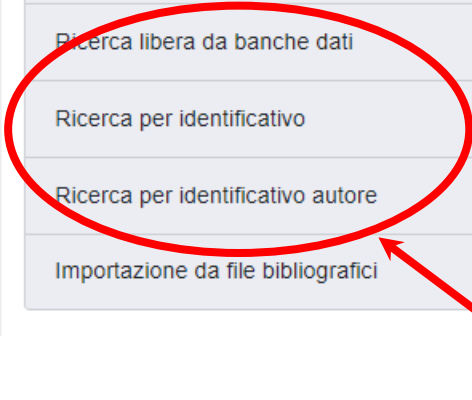 Ricerca libera da banche dati
Ricerca per identificativo
Ricerca per identificativo autore
Importazione da file bibliografici